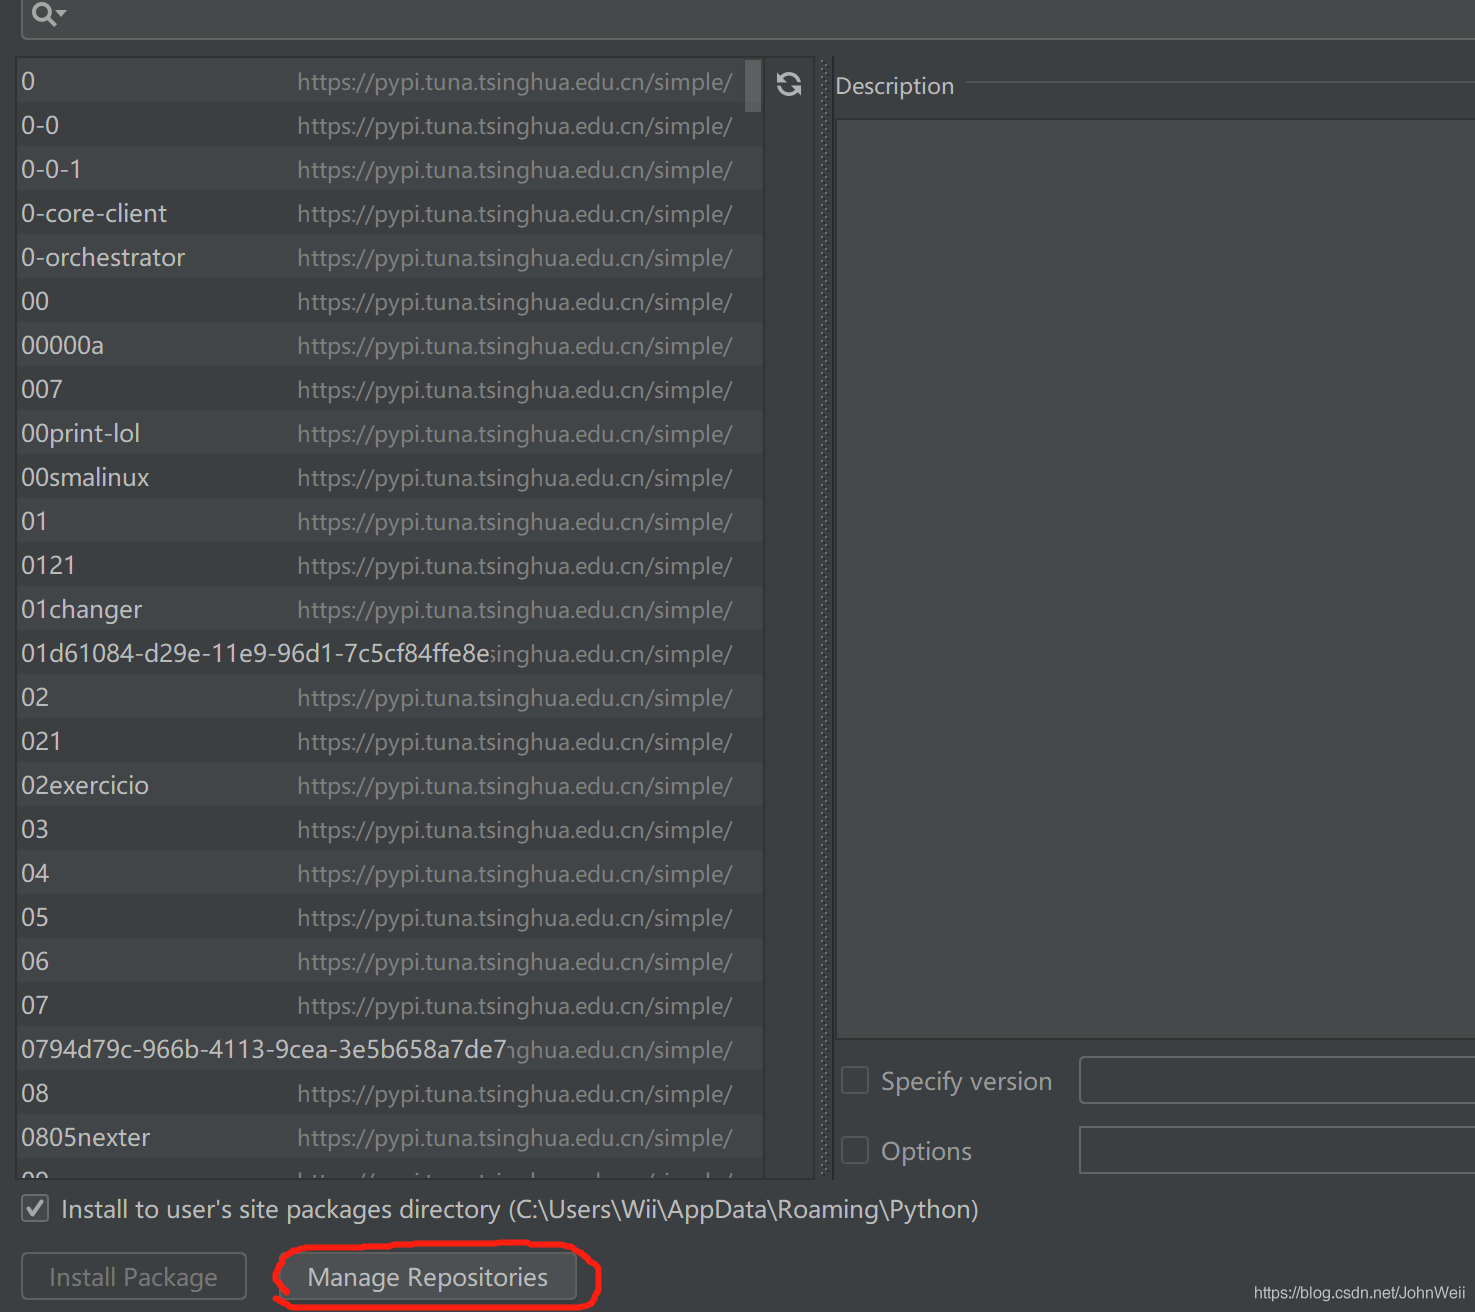 0 https://pypi.tuna.tsinghua.edu.cn/simple/
Description
0-0 https://pypi.tuna.tsinghua.edu.cn/simple/
0-0-1 https://pypi.tuna.tsinghua.edu.cn/simple/
0-core-client https://pypi.tuna.tsinghua.edu.cn/simple/
0-orchestrator https://pypi.tuna.tsinghua.edu.cn/simple/
00 https://pypi.tuna.tsinghua.edu.cn/simple/
00000a https://pypi.tuna.tsinghua.edu.cn/simple/
007 https://pypi.tuna.tsinghua.edu.cn/simple/
00print-lol https://pypi.tuna.tsinghua.edu.cn/simple/
00smalinux https://pypi.tuna.tsinghua.edu.cn/simple/
01 https://pypi.tuna.tsinghua.edu.cn/simple/
0121 https://pypi.tuna.tsinghua.edu.cn/simple/
01changer https://pypi.tuna.tsinghua.edu.cn/simple/
01d61084-d29e-11e9-96d1-7c5cf84ffe8e singhua.edu.cn/simple/
02 https://pypi.tuna.tsinghua.edu.cn/simple/
021 https://pypi.tuna.tsinghua.edu.cn/simple/
02exercicio https://pypi.tuna.tsinghua.edu.cn/simple/
03 https://pypi.tuna.tsinghua.edu.cn/simple/
04 https://pypi.tuna.tsinghua.edu.cn/simple/
05 https://pypi.tuna.tsinghua.edu.cn/simple/
06 https://pypi.tuna.tsinghua.edu.cn/simple/
07 https://pypi.tuna.tsinghua.edu.cn/simple/
0794d79c-966b-4113-9cea-3e5b658a7de7 nghua.edu.cn/simple/
08 https://pypi.tuna.tsinghua.edu.cn/simple/
0805nexter https://pypi.tuna.tsinghua.edu.cn/simple/
Specify version
Options
Install to user's site packages directory (C:\Users\Wii\AppData\Roaming\Python)
Install Package
Manage Repositories
https://blog.csdn.net/JohnWeii